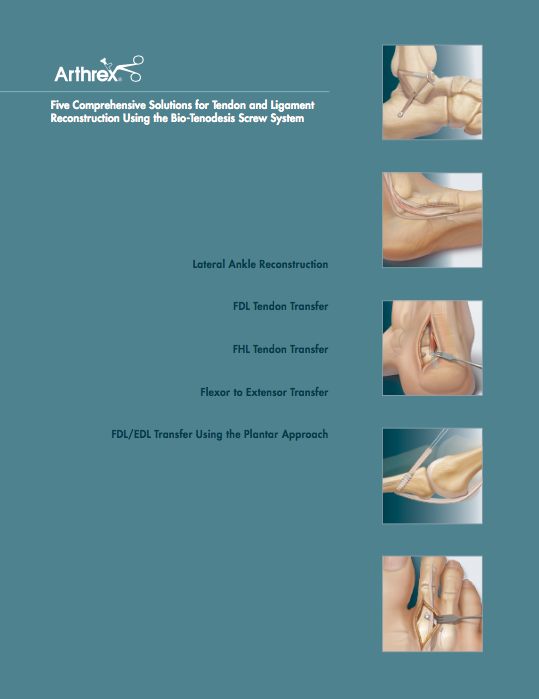 Arthrex
Five Comprehensive Solutions for Tendon and Ligament
Reconstruction Using the Bio-Tenodesis Screw System
Lateral Ankle Reconstruction
FDL Tendon Transfer
FHL Tendon Transfer
Flexor to Extensor Transfer
FDL/EDL Transfer Using the Plantar Approach